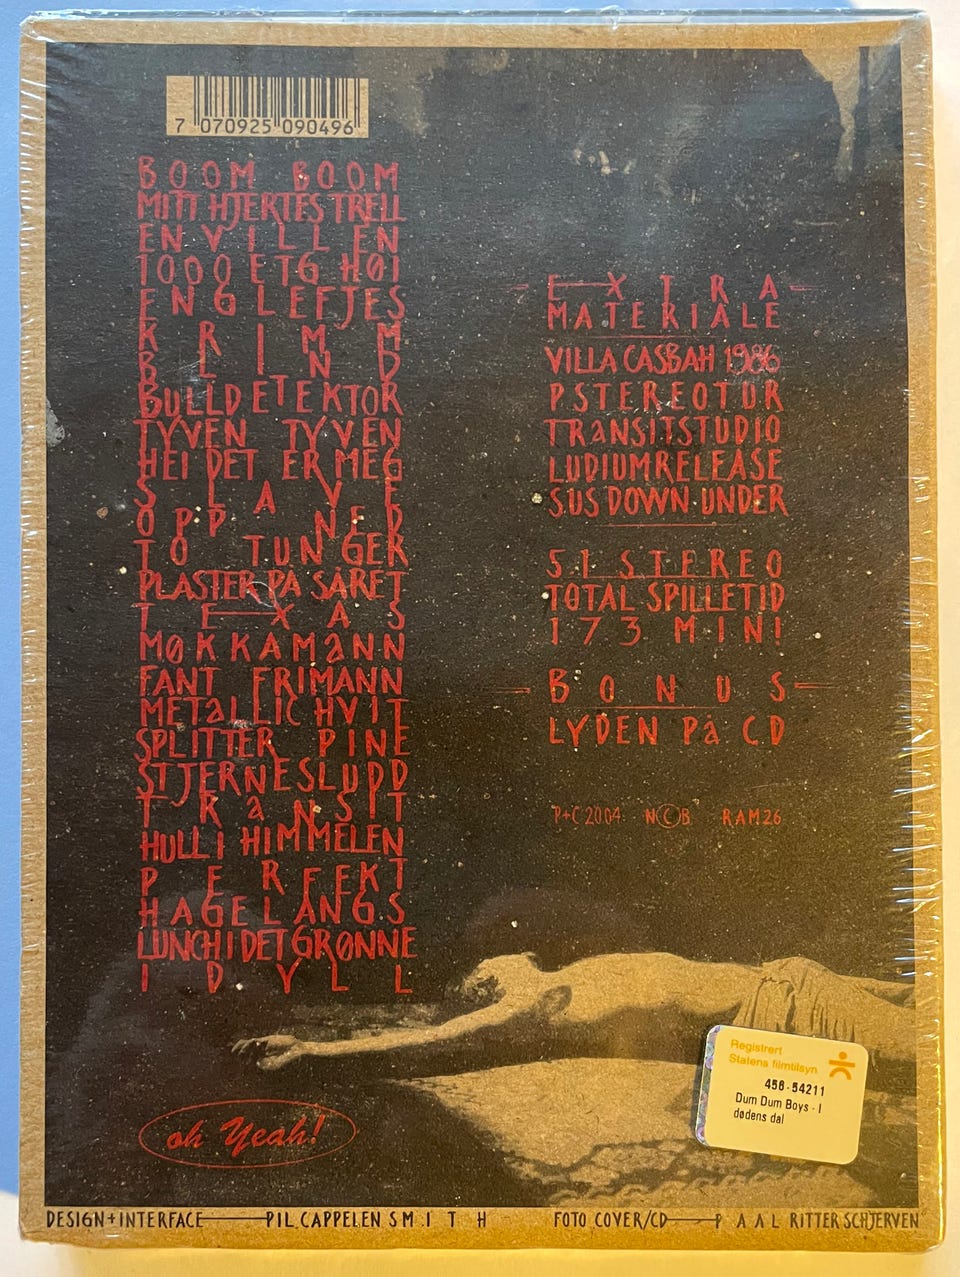 7 070925 090496
BOOM BOOM
MITT HJERTES TRELL
EN VILL EN
1000 ETG HØI
ENGLEFJES
KRIM
BLIND
BULLDETEKTOR
TYVEN TYVEN
HEI DET ER MEG
SLAVE
OPP NED
TO TUNGER
PLASTER PÅ SÅRET
TEXAS
MØKKAMANN
FANT FRIMANN
METALLIC HVIT
SPLITTER PINE
STJERNESLUDD
TRANSIT
HULL I HIMMELEN
PERFEKT
HAGELANGS
LUNCH I DET GRØNNE
IDYLL
EXTRA
MATERIALE
VILLA CASBAH 1986
PSTEREOTUR
TRANSITSTUDIO
LUDIUMRELEASE
SUS DOWN UNDER
5.1 STEREO
TOTAL SPILLETID
173 MIN!
BONUS
LYDEN PÅ CD
P+C 2004 N©B RAM26
Registrert
Statens filmtilsyn
456-54211
Dum Dum Boys - I
dødens dal
oh Yeah!
DESIGN+INTERFACE PIL CAPPELEN SMITH
FOTO COVER/CD PAAL RITTER SCHJERVEN